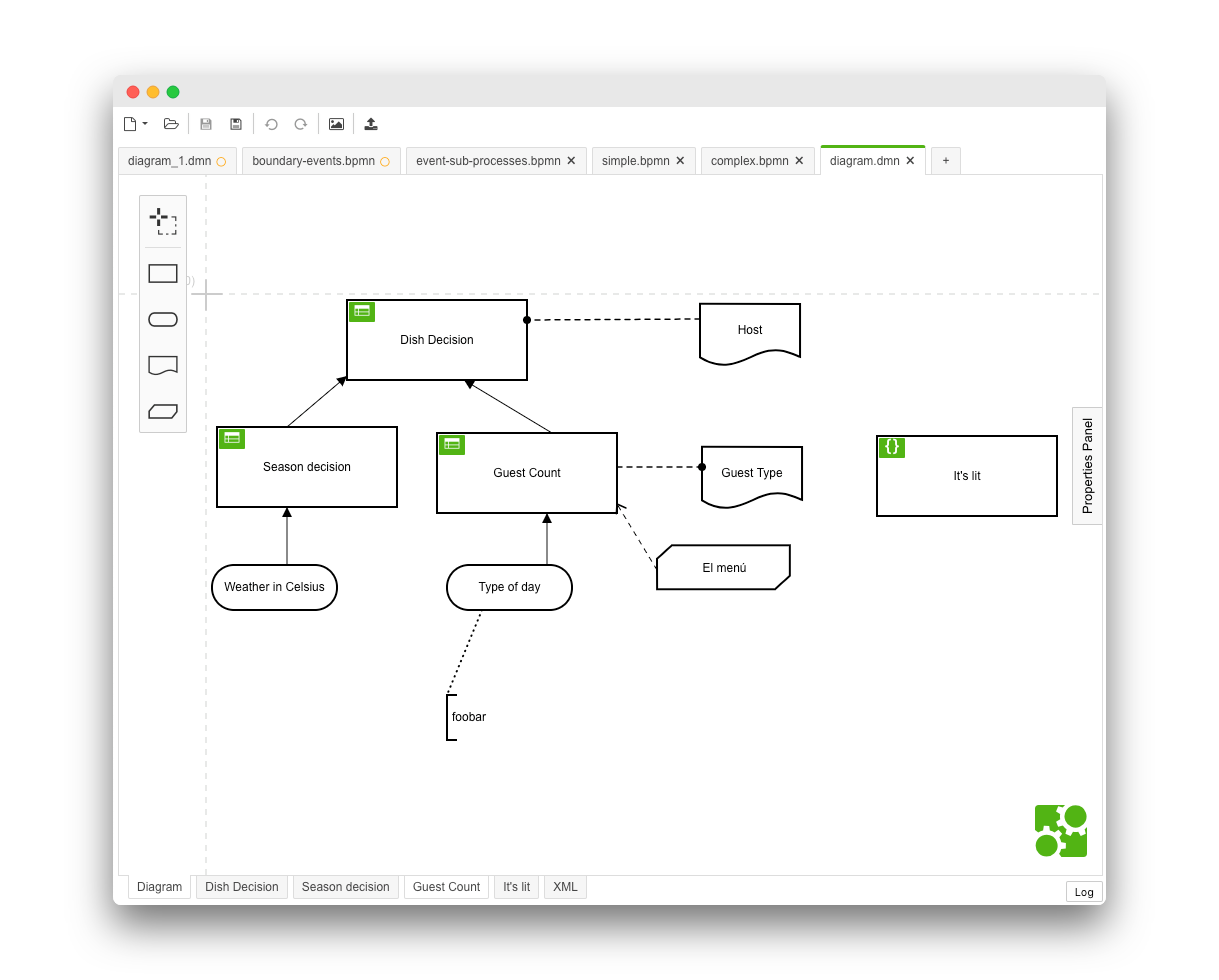 diagram_1.dmn
boundary-events.bpmn
event-sub-processes.bpmn
simple.bpmn
complex.bpmn
diagram.dmn
+
Dish Decision
Host
Season decision
Guest Count
Guest Type
It's lit
Properties Panel
Weather in Celsius
Type of day
El menú
foobar
Diagram
Dish Decision
Season decision
Guest Count
It's lit
XML
Log